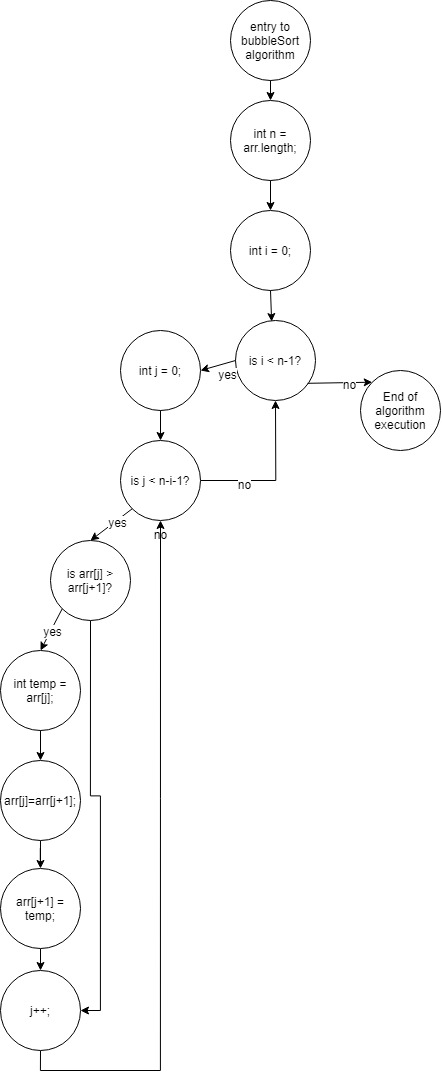 entry to
bubbleSort
algorithm
int n =
arr.length;
int i = 0;
is i < n-1?
yes
no
int j = 0;
End of
algorithm
execution
is j < n-i-1?
no
yes
no
is arr[j] >
arr[j+1]?
yes
int temp =
arr[j];
arr[j]=arr[j+1];
arr[j+1] =
temp;
j++;